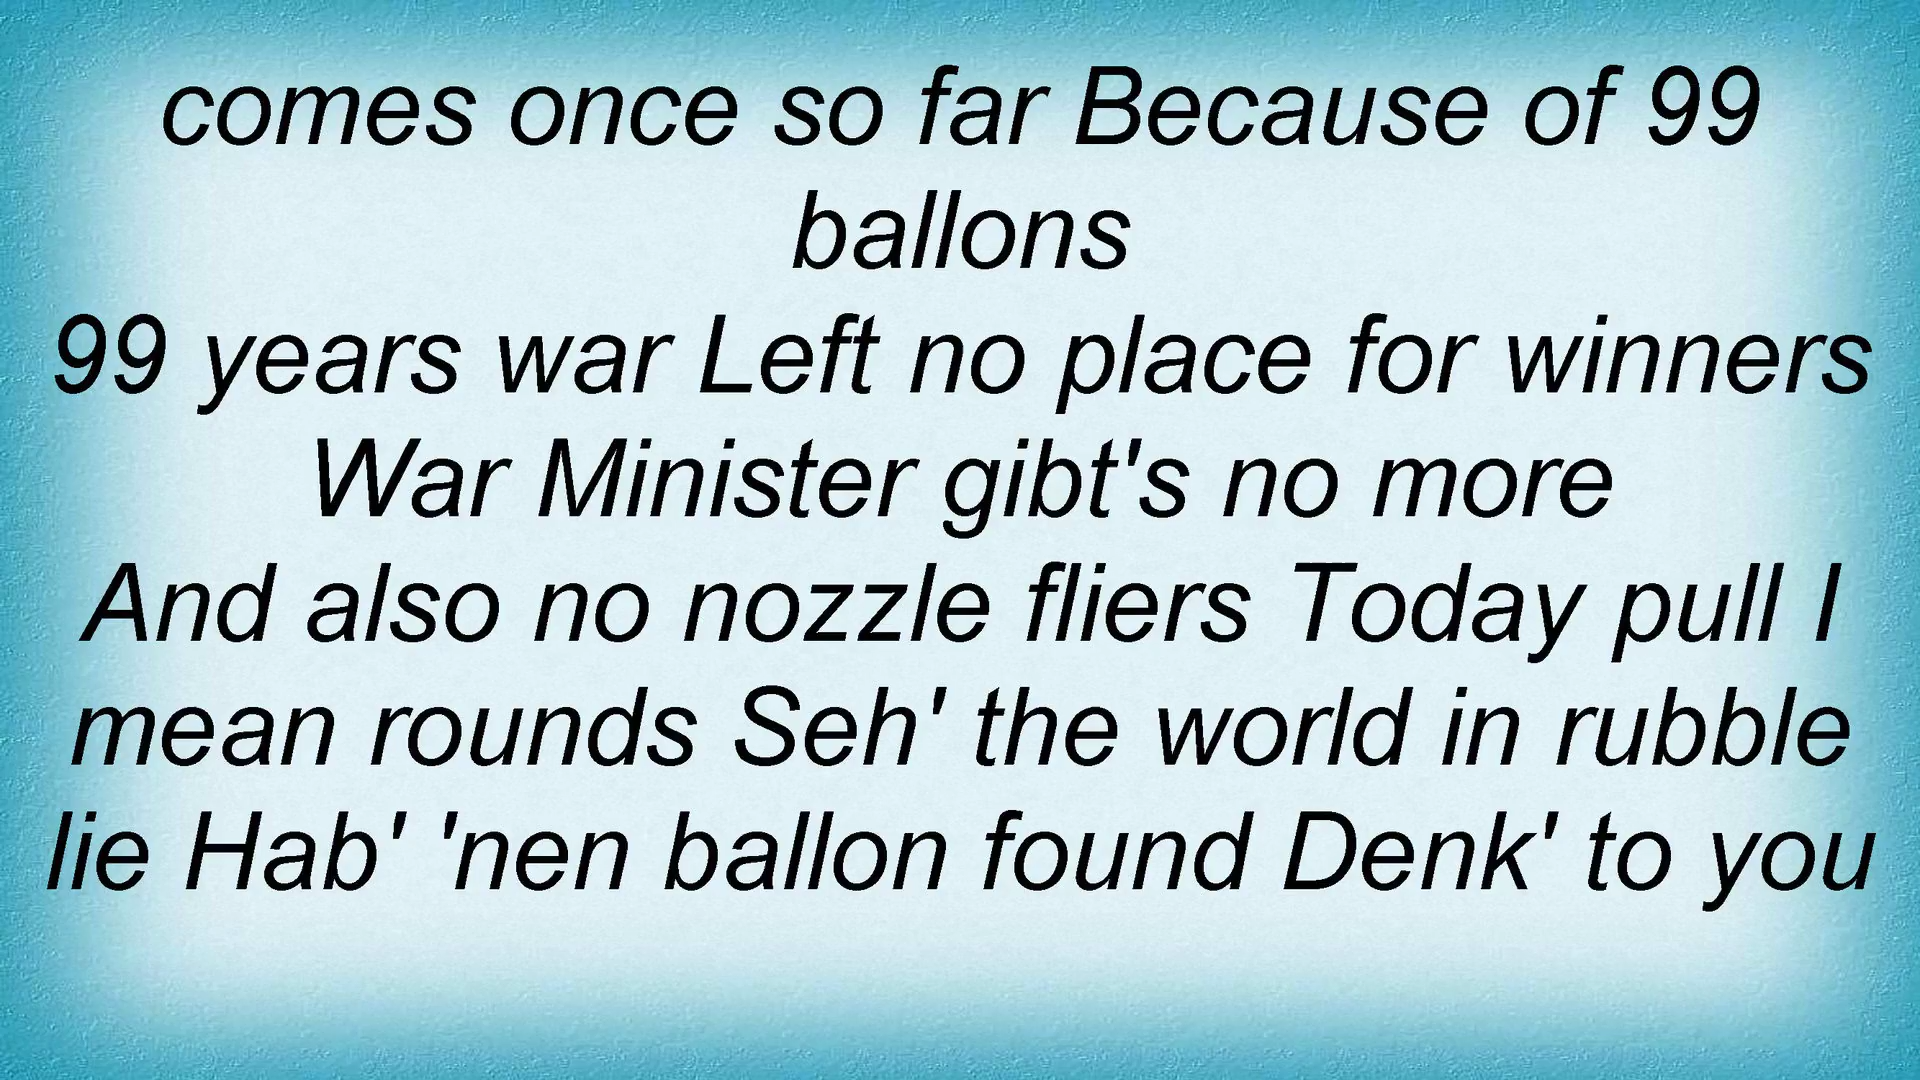 comes once so far Because of 99
ballons
99 years war Left no place for winners
War Minister gibt's no more
And also no nozzle fliers Today pull I
mean rounds Seh' the world in rubble
lie Hab' 'nen ballon found Denk' to you